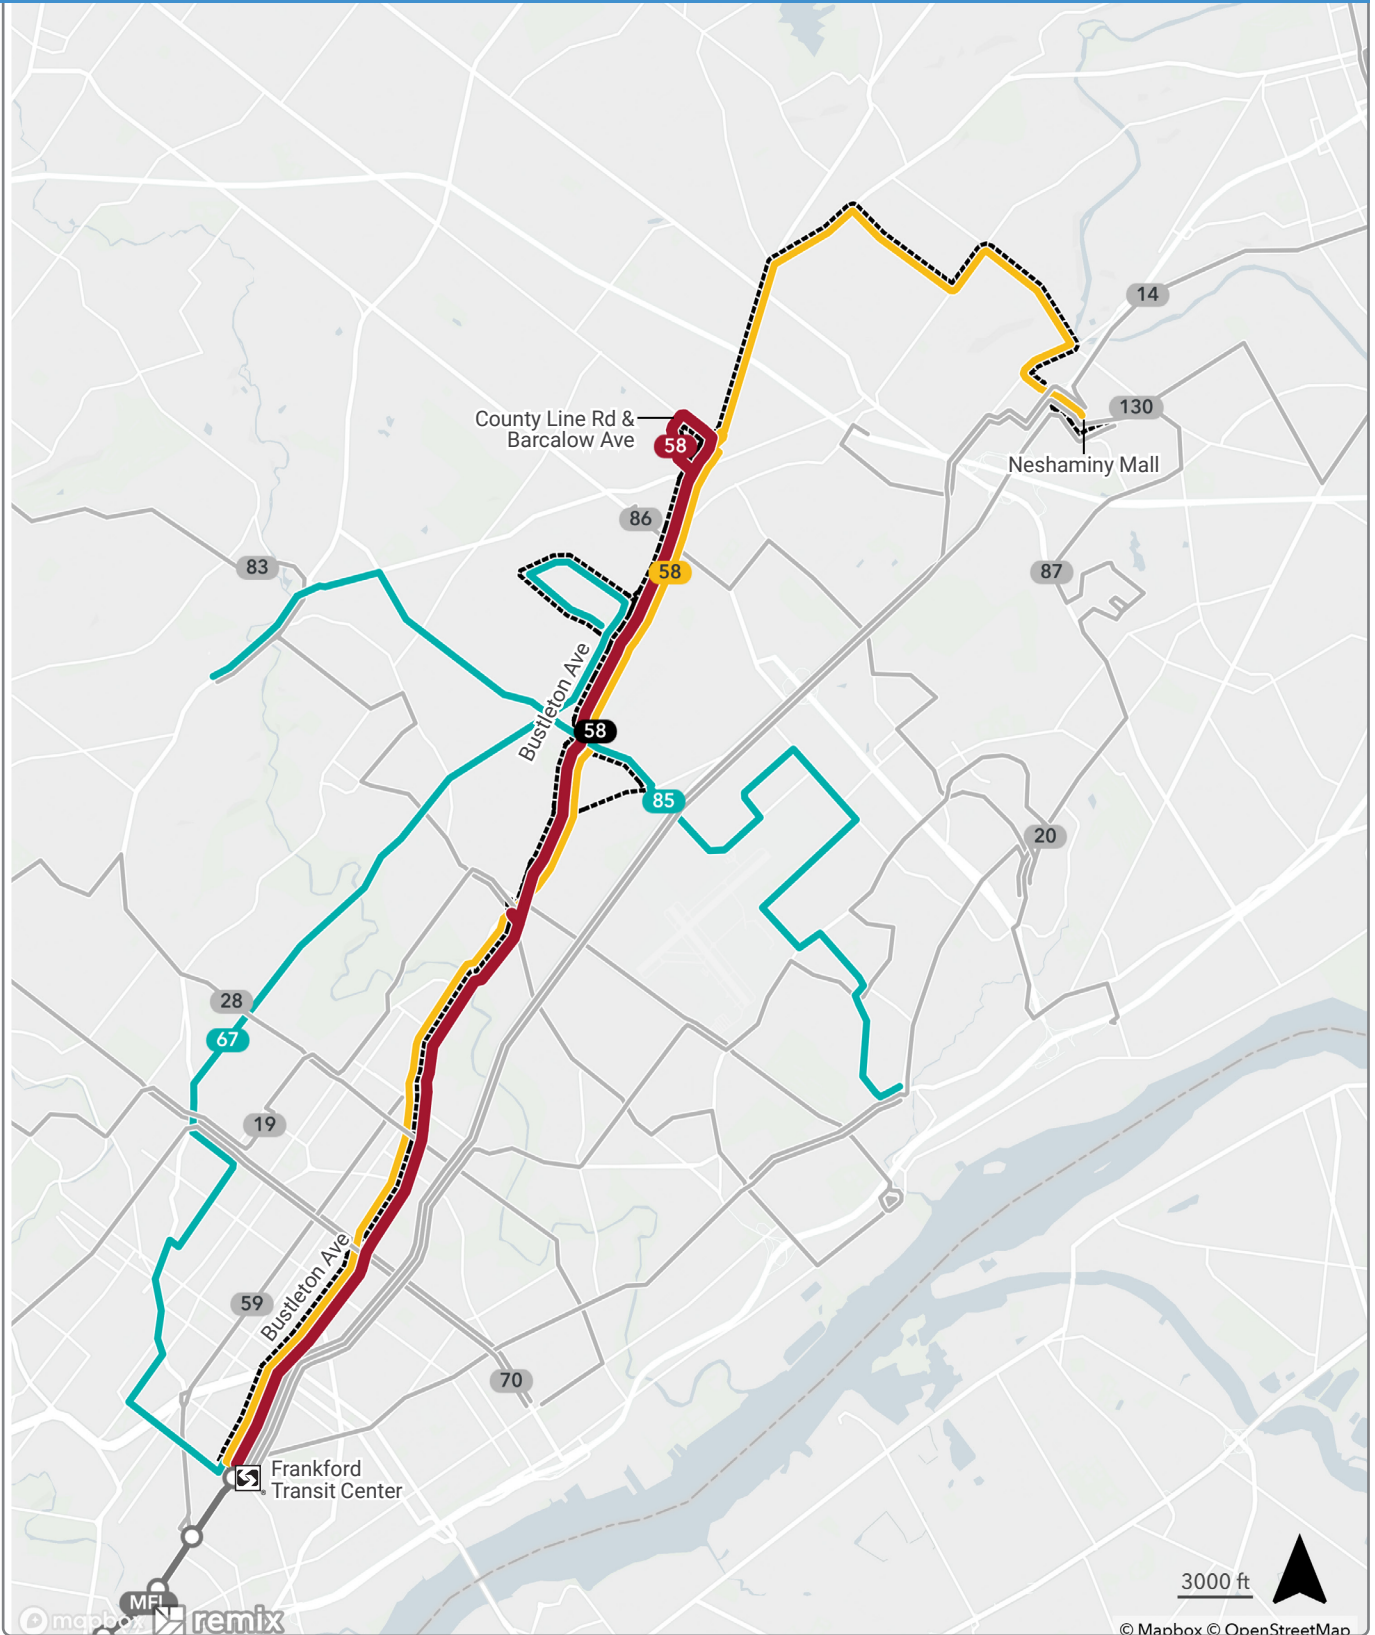 14
130
County Line Rd &
Barcalow Ave
58
Neshaminy Mall
86
83
58
87
Bustleton Ave
58
85
20
28
67
19
Bustleton Ave
59
70
Frankford
Transit Center
3000 ft
MFL
mapbox
remix
© Mapbox © OpenStreetMap